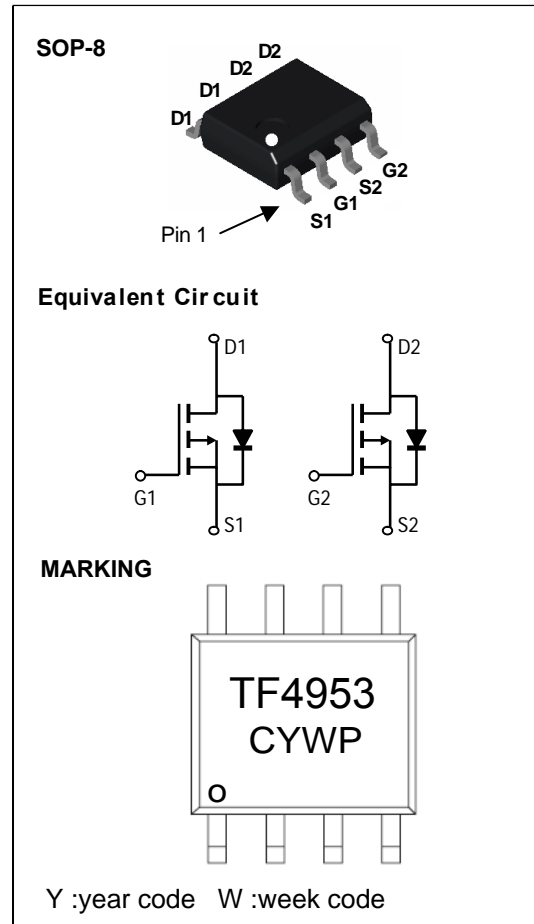 SOP-8
D2
D2
D1
D1
G2
S2
G1
S1
Pin 1
Equivalent Circuit
D1
D2
G1
G2
S1
S2
MARKING
TF4953
CYWP
O
Y :year code W :week code